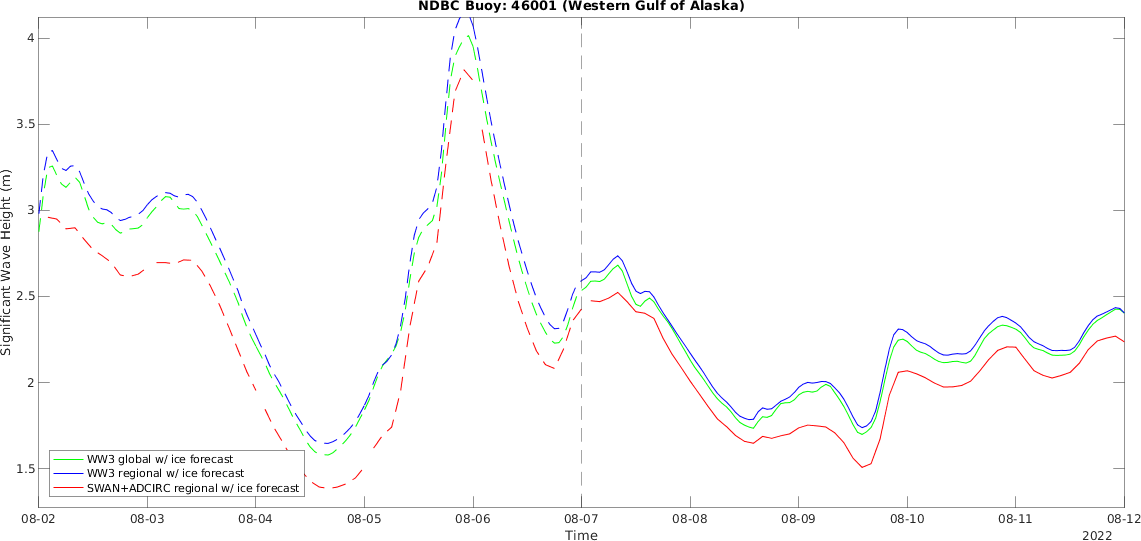 NDBC Buoy: 46001 (Western Gulf of Alaska)
4
3.5
3
2.5
2
1.5
Significant Wave Height (m)
WW3 global w/ ice forecast
WW3 regional w/ ice forecast
SWAN+ADCIRC regional w/ ice forecast
08-02 08-03 08-04 08-05 08-06 08-07 08-08 08-09 08-10 08-11 08-12
Time
2022